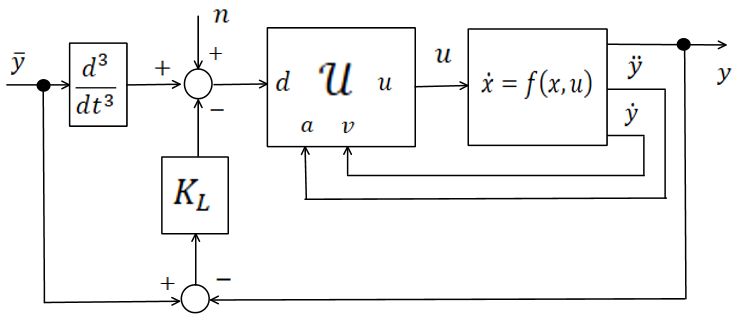 n
ȳ
d³
dt³
+
+
−
d 𝒰 u
a v
u
ẋ = f(x,u)
ÿ
ẏ
y
K_L
+
−